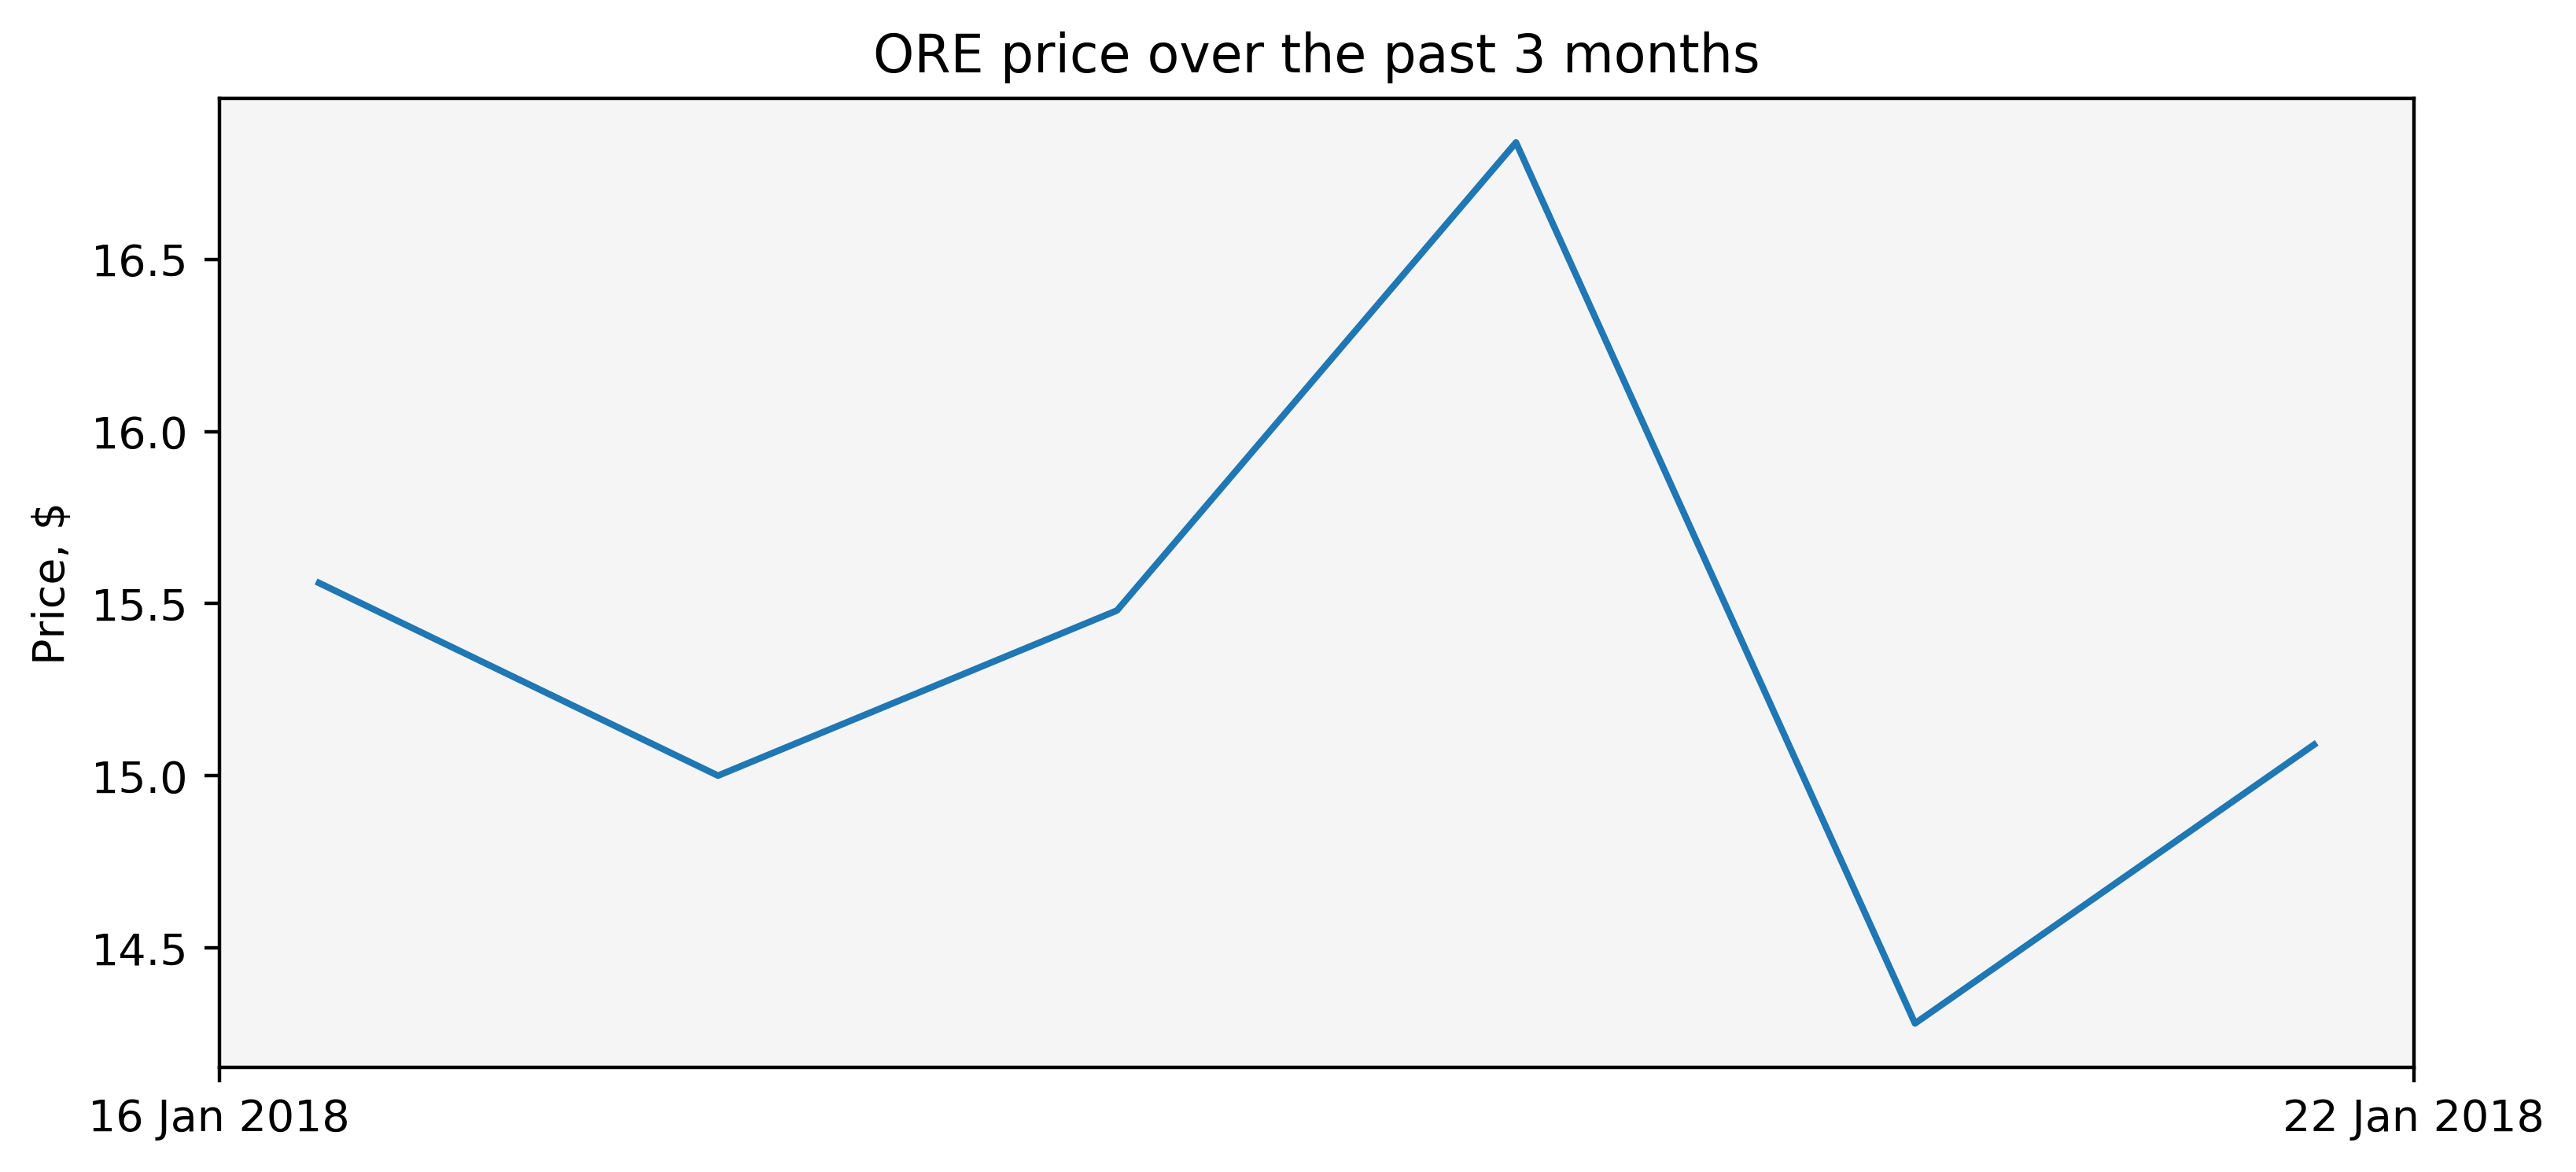 ORE price over the past 3 months
Price, $
16.5
16.0
15.5
15.0
14.5
16 Jan 2018
22 Jan 2018